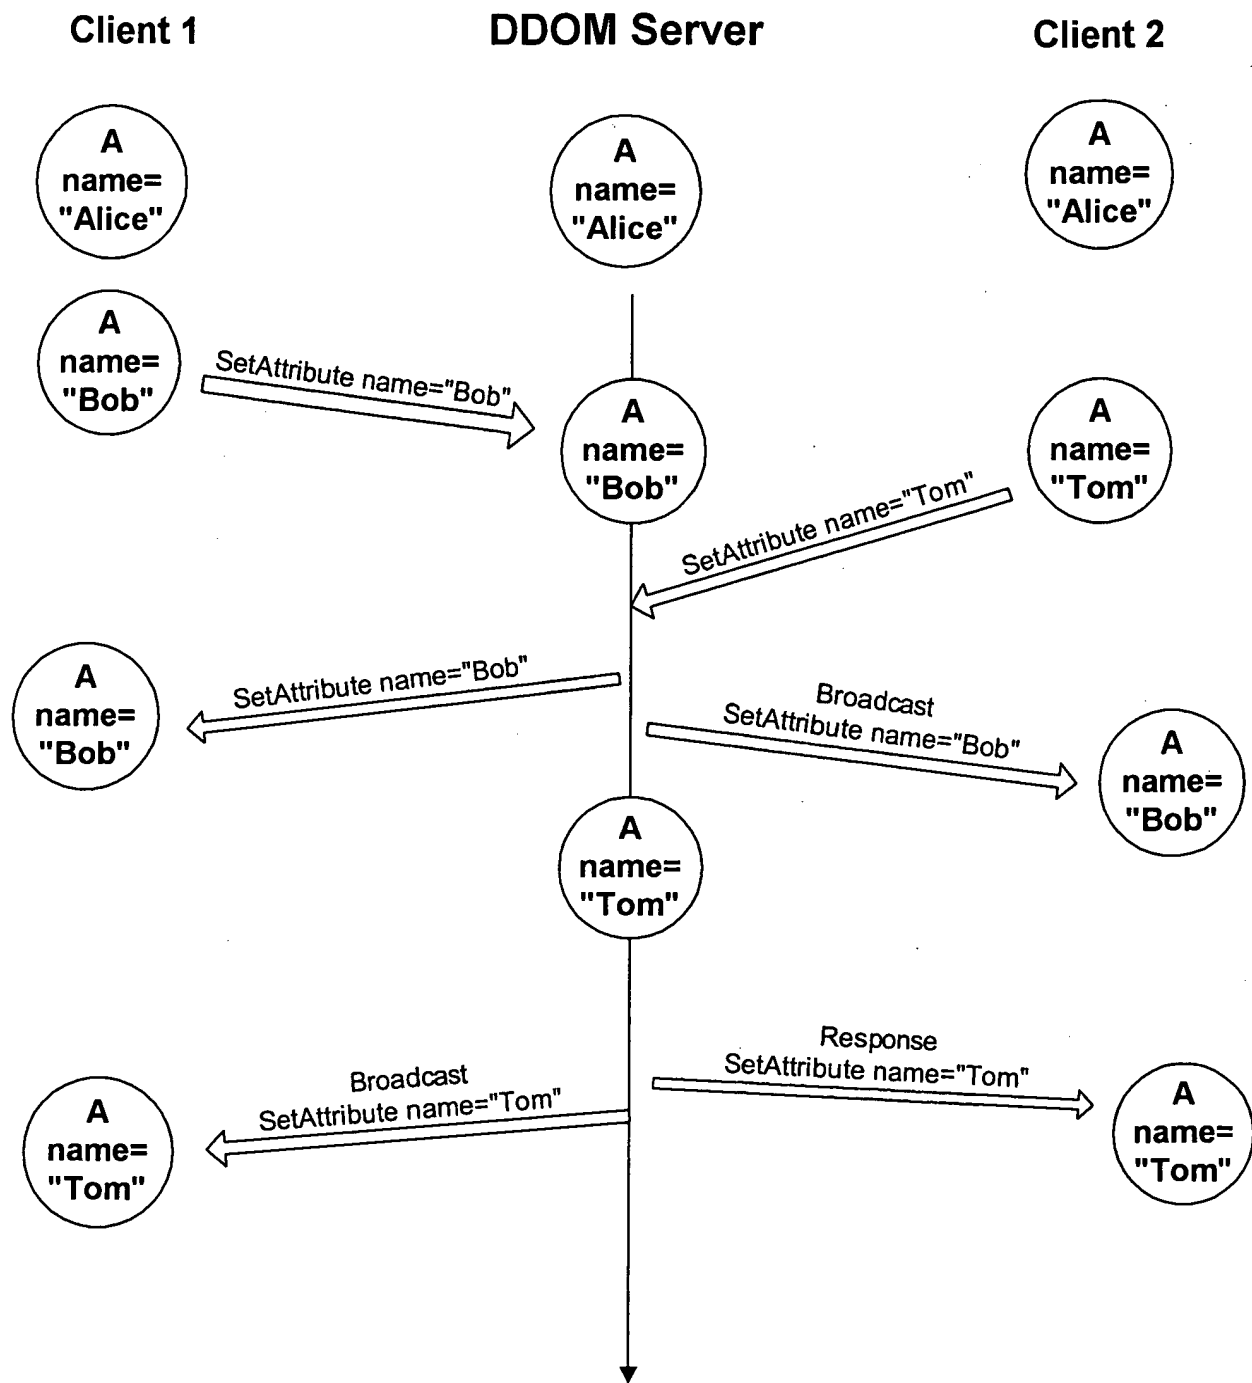 Client 1
DDOM Server
Client 2
A
name=
"Alice"
A
name=
"Alice"
A
name=
"Alice"
A
name=
"Bob"
SetAttribute name="Bob"
A
name=
"Bob"
A
name=
"Tom"
SetAttribute name="Tom"
A
name=
"Bob"
SetAttribute name="Bob"
Broadcast
SetAttribute name="Bob"
A
name=
"Bob"
A
name=
"Tom"
Broadcast
SetAttribute name="Tom"
Response
SetAttribute name="Tom"
A
name=
"Tom"
A
name=
"Tom"